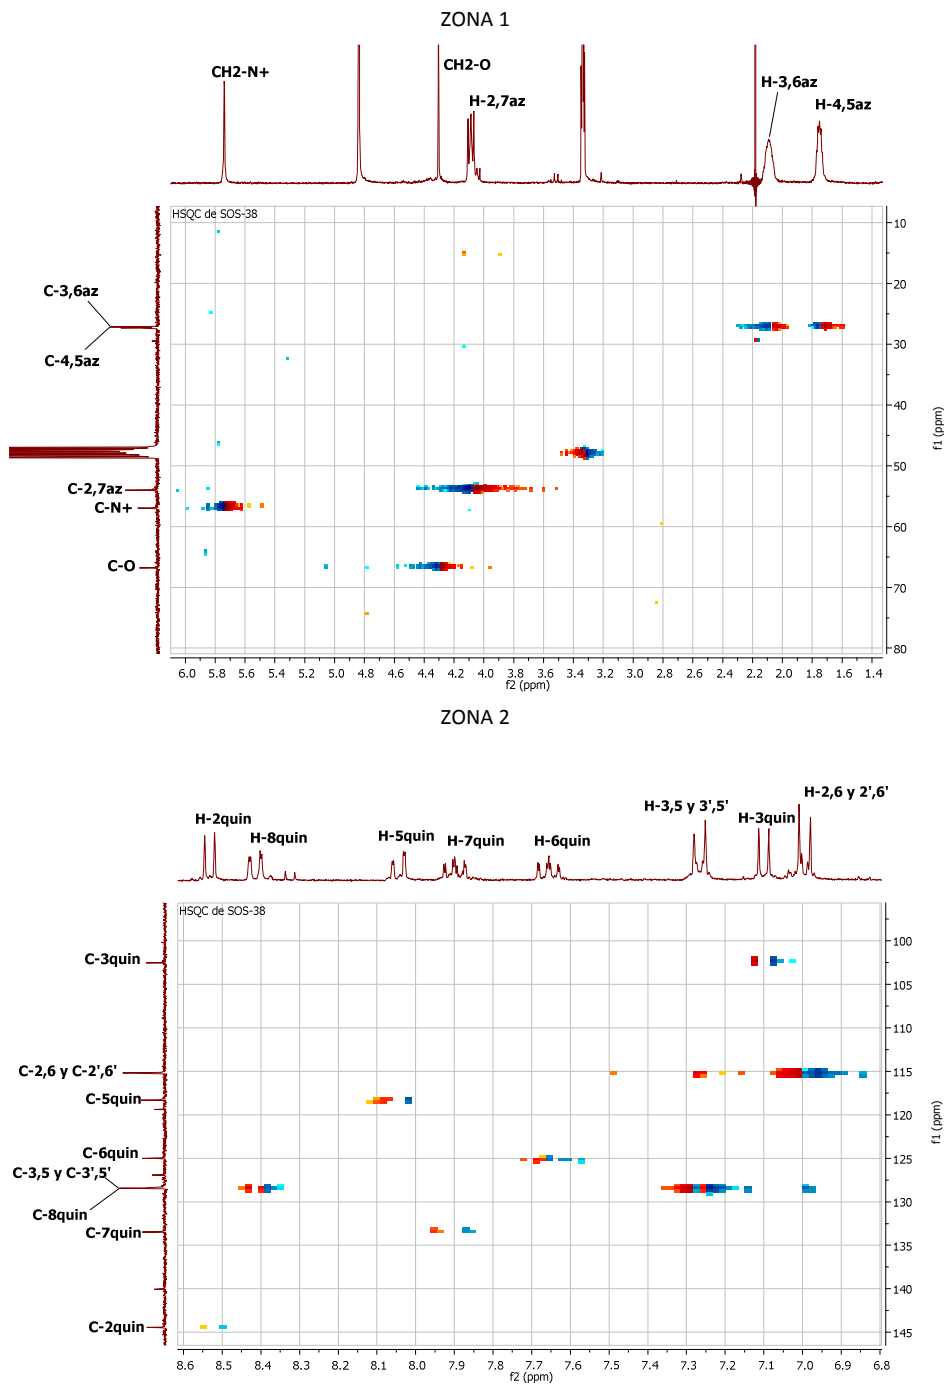 ZONA 1
CH2-N+
CH2-O
H-2,7az
H-3,6az
H-4,5az
HSQC de SOS-38
C-3,6az
C-4,5az
C-2,7az
C-N+
C-O
10
20
30
40
50
60
70
80
f1 (ppm)
6.0 5.8 5.6 5.4 5.2 5.0 4.8 4.6 4.4 4.2 4.0 3.8 3.6 3.4 3.2 3.0 2.8 2.6 2.4 2.2 2.0 1.8 1.6 1.4
f2 (ppm)
ZONA 2
H-2quin
H-8quin
H-5quin
H-7quin
H-6quin
H-3,5 y 3',5'
H-3quin
H-2,6 y 2',6'
HSQC de SOS-38
C-3quin
C-2,6 y C-2',6'
C-5quin
C-6quin
C-3,5 y C-3',5'
C-8quin
C-7quin
C-2quin
100
105
110
115
120
125
130
135
140
145
f1 (ppm)
8.6 8.5 8.4 8.3 8.2 8.1 8.0 7.9 7.8 7.7 7.6 7.5 7.4 7.3 7.2 7.1 7.0 6.9 6.8
f2 (ppm)